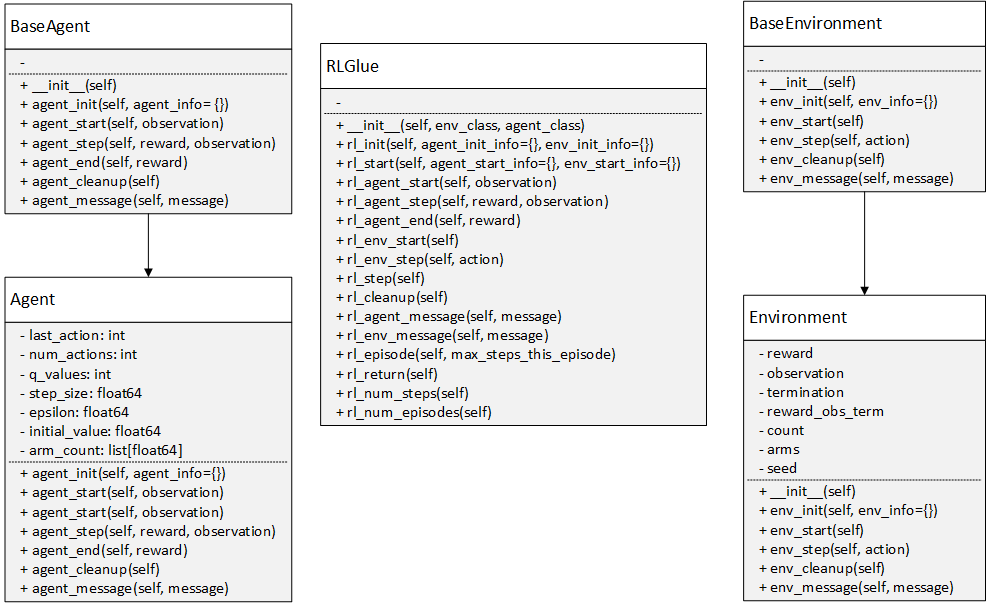 BaseAgent
-
+ __init__(self)
+ agent_init(self, agent_info= {})
+ agent_start(self, observation)
+ agent_step(self, reward, observation)
+ agent_end(self, reward)
+ agent_cleanup(self)
+ agent_message(self, message)
Agent
- last_action: int
- num_actions: int
- q_values: int
- step_size: float64
- epsilon: float64
- initial_value: float64
- arm_count: list[float64]
+ agent_init(self, agent_info={})
+ agent_start(self, observation)
+ agent_start(self, observation)
+ agent_step(self, reward, observation)
+ agent_end(self, reward)
+ agent_cleanup(self)
+ agent_message(self, message)
RLGlue
-
+ __init__(self, env_class, agent_class)
+ rl_init(self, agent_init_info={}, env_init_info={})
+ rl_start(self, agent_start_info={}, env_start_info={})
+ rl_agent_start(self, observation)
+ rl_agent_step(self, reward, observation)
+ rl_agent_end(self, reward)
+ rl_env_start(self)
+ rl_env_step(self, action)
+ rl_step(self)
+ rl_cleanup(self)
+ rl_agent_message(self, message)
+ rl_env_message(self, message)
+ rl_episode(self, max_steps_this_episode)
+ rl_return(self)
+ rl_num_steps(self)
+ rl_num_episodes(self)
BaseEnvironment
-
+ __init__(self)
+ env_init(self, env_info={})
+ env_start(self)
+ env_step(self, action)
+ env_cleanup(self)
+ env_message(self, message)
Environment
- reward
- observation
- termination
- reward_obs_term
- count
- arms
- seed
+ __init__(self)
+ env_init(self, env_info={})
+ env_start(self)
+ env_step(self, action)
+ env_cleanup(self)
+ env_message(self, message)